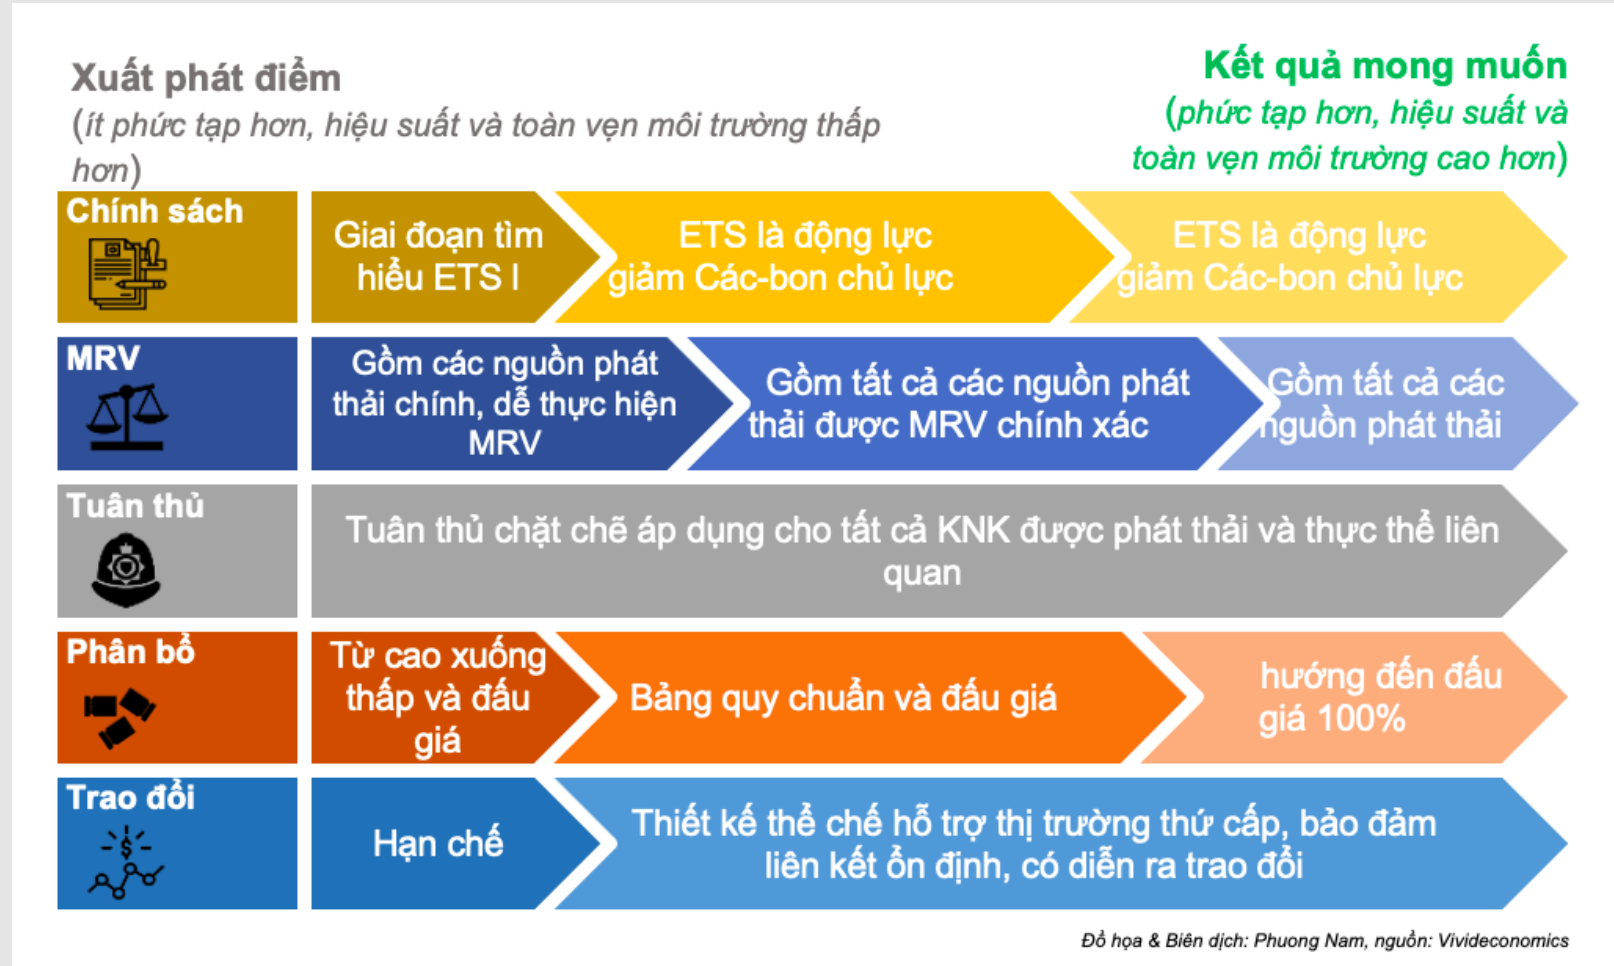 Xuất phát điểm
(ít phức tạp hơn, hiệu suất và toàn vẹn môi trường thấp
hơn)
Kết quả mong muốn
(phức tạp hơn, hiệu suất và
toàn vẹn môi trường cao hơn)
Chính sách
Giai đoạn tìm
hiểu ETS I
ETS là động lực
giảm Các-bon chủ lực
ETS là động lực
giảm Các-bon chủ lực
MRV
Gồm các nguồn phát
thải chính, dễ thực hiện
MRV
Gồm tất cả các nguồn phát
thải được MRV chính xác
Gồm tất cả các
nguồn phát thải
Tuân thủ
Tuân thủ chặt chẽ áp dụng cho tất cả KNK được phát thải và thực thể liên
quan
Phân bổ
Từ cao xuống
thấp và đấu
giá
Bảng quy chuẩn và đấu giá
hướng đến đấu
giá 100%
Trao đổi
$
Hạn chế
Thiết kế thể chế hỗ trợ thị trường thứ cấp, bảo đảm
liên kết ổn định, có diễn ra trao đổi
Đồ họa & Biên dịch: Phuong Nam, nguồn: Vivideconomics